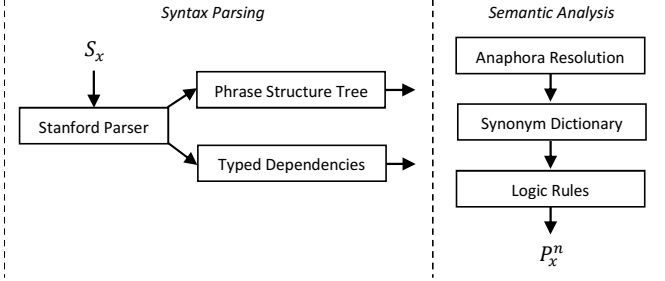 Syntax Parsing
S_x
Stanford Parser
Phrase Structure Tree
Typed Dependencies
Semantic Analysis
Anaphora Resolution
Synonym Dictionary
Logic Rules
P_x^n